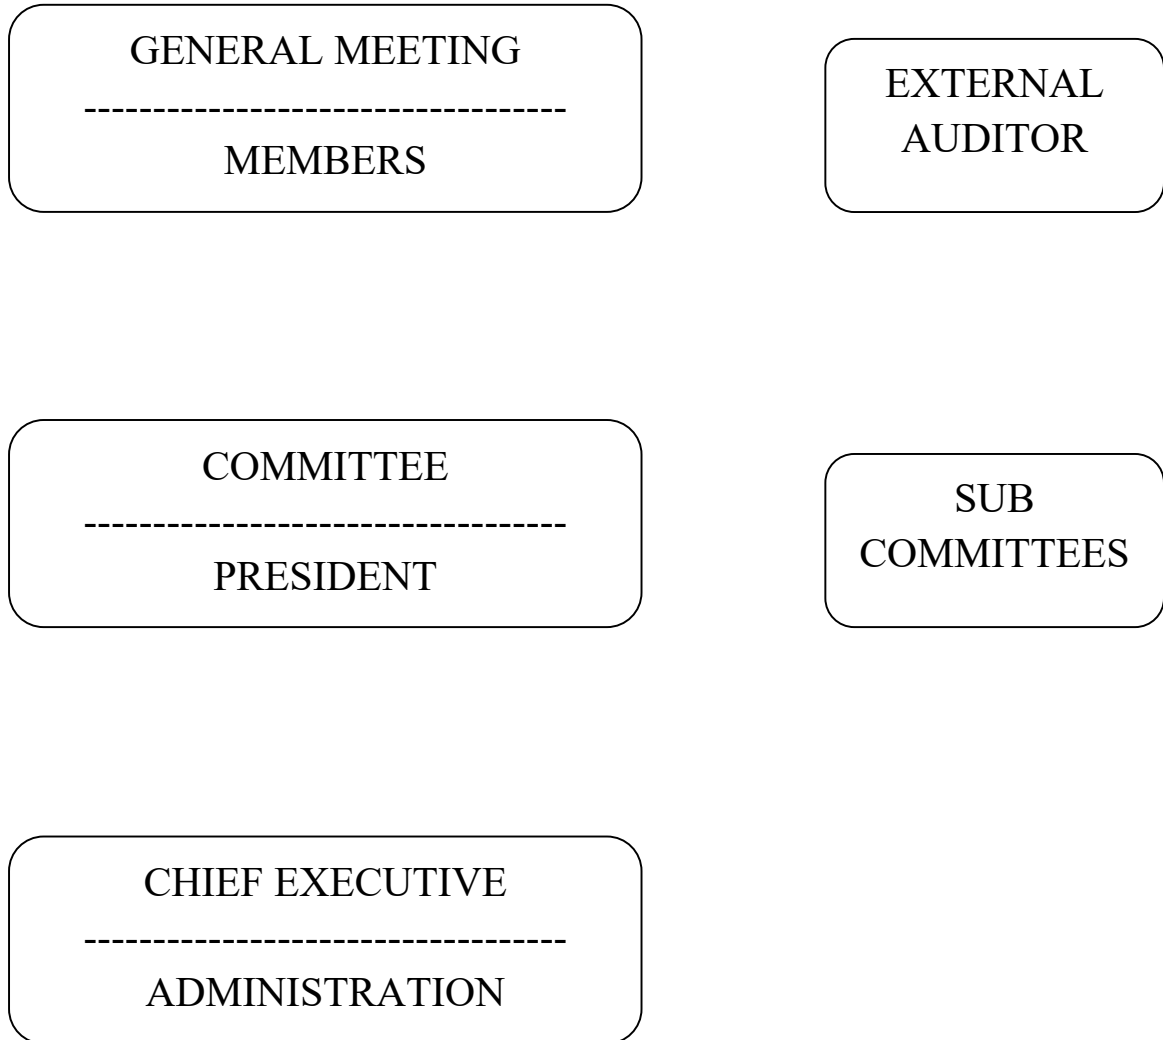 GENERAL MEETING
-----------------------------------
MEMBERS
EXTERNAL
AUDITOR
COMMITTEE
-----------------------------------
PRESIDENT
SUB
COMMITTEES
CHIEF EXECUTIVE
-----------------------------------
ADMINISTRATION